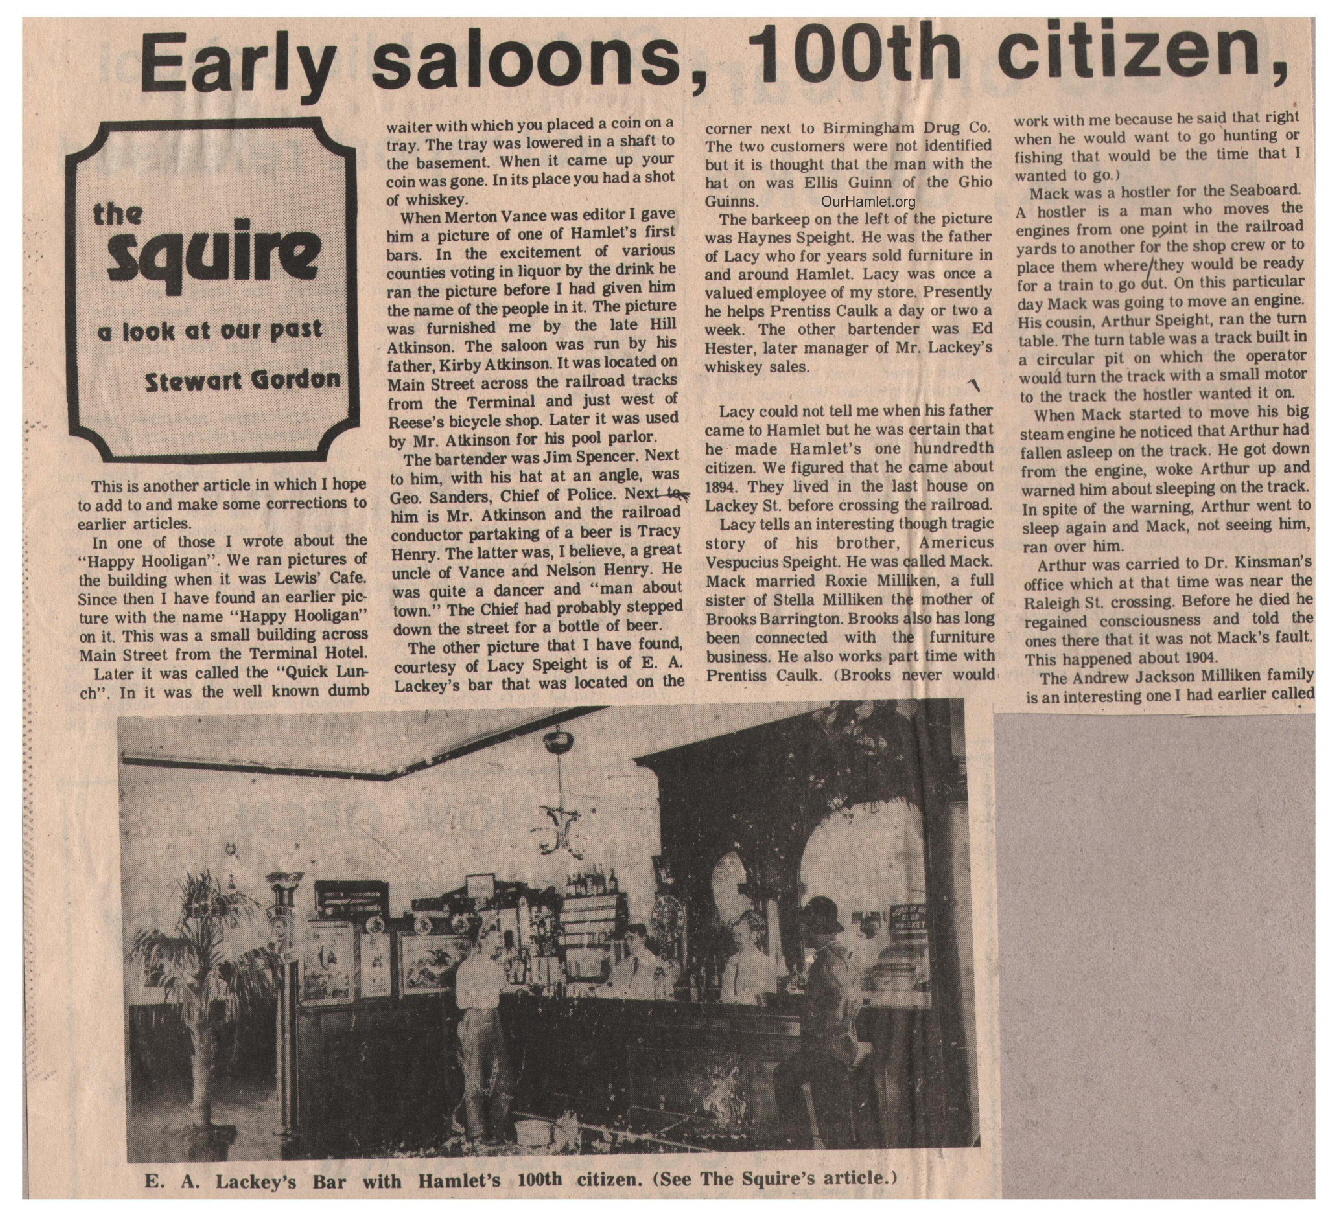 Early saloons, 100th citizen,
the
squire
a look at our past
Stewart Gordon
This is another article in which I hope
to add to and make some corrections to
earlier articles.
In one of those I wrote about the
"Happy Hooligan". We ran pictures of
the building when it was Lewis' Cafe.
Since then I have found an earlier pic-
ture with the name "Happy Hooligan"
on it. This was a small building across
Main Street from the Terminal Hotel.
Later it was called the "Quick Lun-
ch". In it was the well known dumb
waiter with which you placed a coin on a
tray. The tray was lowered in a shaft to
the basement. When it came up your
coin was gone. In its place you had a shot
of whiskey.
When Merton Vance was editor I gave
him a picture of one of Hamlet's first
bars. In the excitement of various
counties voting in liquor by the drink he
ran the picture before I had given him
the name of the people in it. The picture
was furnished me by the late Hill
Atkinson. The saloon was run by his
father, Kirby Atkinson. It was located on
Main Street across the railroad tracks
from the Terminal and just west of
Reese's bicycle shop. Later it was used
by Mr. Atkinson for his pool parlor.
The bartender was Jim Spencer. Next
to him, with his hat at an angle, was
Geo. Sanders, Chief of Police. Next to
him is Mr. Atkinson and the railroad
conductor partaking of a beer is Tracy
Henry. The latter was, I believe, a great
uncle of Vance and Nelson Henry. He
was quite a dancer and "man about
town." The Chief had probably stepped
down the street for a bottle of beer.
The other picture that I have found,
courtesy of Lacy Speight is of E. A.
Lackey's bar that was located on the
corner next to Birmingham Drug Co.
The two customers were not identified
but it is thought that the man with the
hat on was Ellis Guinn of the Ghio
Guinns.
OurHamlet.org
The barkeep on the left of the picture
was Haynes Speight. He was the father
of Lacy who for years sold furniture in
and around Hamlet. Lacy was once a
valued employee of my store. Presently
he helps Prentiss Caulk a day or two a
week. The other bartender was Ed
Hester, later manager of Mr. Lackey's
whiskey sales.
Lacy could not tell me when his father
came to Hamlet but he was certain that
he made Hamlet's one hundredth
citizen. We figured that he came about
1894. They lived in the last house on
Lackey St. before crossing the railroad.
Lacy tells an interesting though tragic
story of his brother, Americus
Vespucius Speight. He was called Mack.
Mack married Roxie Milliken, a full
sister of Stella Milliken the mother of
Brooks Barrington. Brooks also has long
been connected with the furniture
business. He also works part time with
Prentiss Caulk. (Brooks never would
work with me because he said that right
when he would want to go hunting or
fishing that would be the time that I
wanted to go.)
Mack was a hostler for the Seaboard.
A hostler is a man who moves the
engines from one point in the railroad
yards to another for the shop crew or to
place them where they would be ready
for a train to go out. On this particular
day Mack was going to move an engine.
His cousin, Arthur Speight, ran the turn
table. The turn table was a track built in
a circular pit on which the operator
would turn the track with a small motor
to the track the hostler wanted it on.
When Mack started to move his big
steam engine he noticed that Arthur had
fallen asleep on the track. He got down
from the engine, woke Arthur up and
warned him about sleeping on the track.
In spite of the warning, Arthur went to
sleep again and Mack, not seeing him,
ran over him.
Arthur was carried to Dr. Kinsman's
office which at that time was near the
Raleigh St. crossing. Before he died he
regained consciousness and told the
ones there that it was not Mack's fault.
This happened about 1904.
The Andrew Jackson Milliken family
is an interesting one I had earlier called
E. A. Lackey's Bar with Hamlet's 100th citizen. (See The Squire's article.)